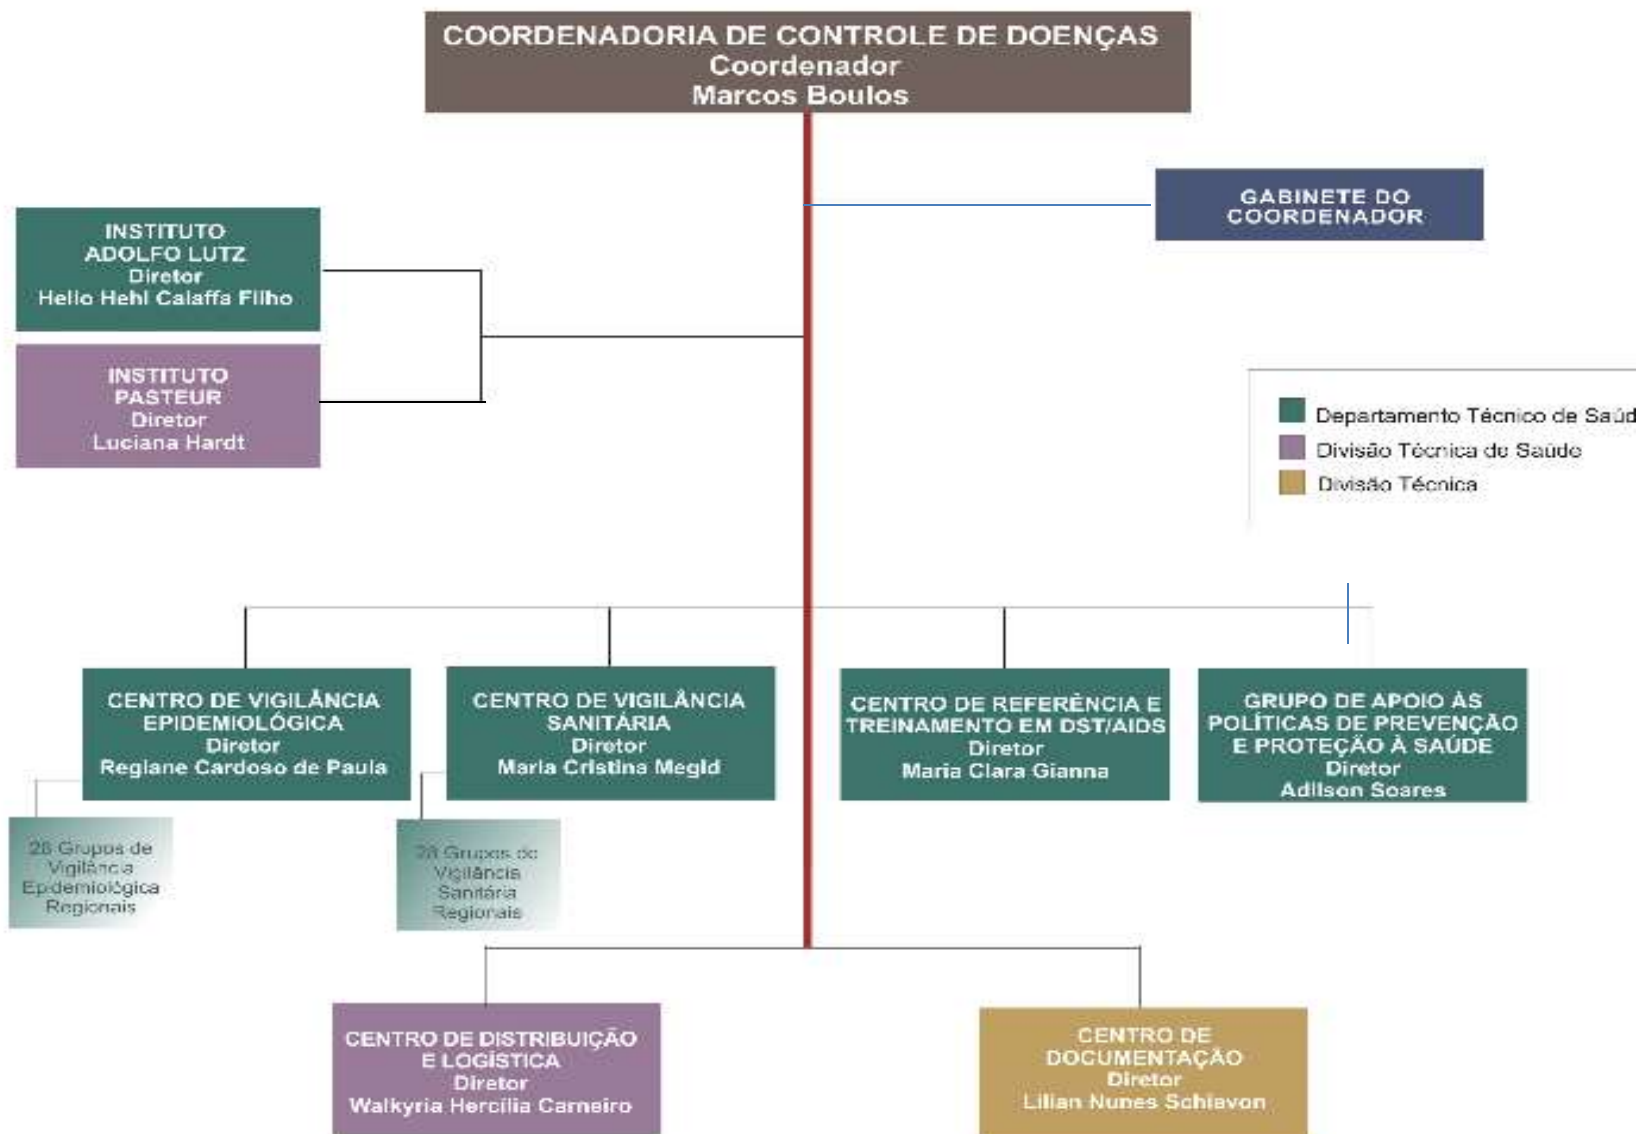 COORDENADORIA DE CONTROLE DE DOENÇAS
Coordenador
Marcos Boulos
GABINETE DO
COORDENADOR
INSTITUTO
ADOLFO LUTZ
Diretor
Helio Hehl Caiaffa Filho
INSTITUTO
PASTEUR
Diretor
Luciana Hardt
Departamento Técnico de Saúd
Divisão Técnica de Saúde
Divisão Técnica
CENTRO DE VIGILÂNCIA
EPIDEMIOLÓGICA
Diretor
Regiane Cardoso de Paula
CENTRO DE VIGILÂNCIA
SANITÁRIA
Diretor
Maria Cristina Megid
CENTRO DE REFERÊNCIA E
TREINAMENTO EM DST/AIDS
Diretor
Maria Clara Gianna
GRUPO DE APOIO ÀS
POLÍTICAS DE PREVENÇÃO
E PROTEÇÃO À SAÚDE
Diretor
Adilson Soares
28 Grupos de
Vigilância
Epidemiológica
Regionais
28 Grupos de
Vigilância
Sanitária
Regionais
CENTRO DE DISTRIBUIÇÃO
E LOGÍSTICA
Diretor
Walkyria Hercília Carneiro
CENTRO DE
DOCUMENTAÇÃO
Diretor
Lilian Nunes Schiavon